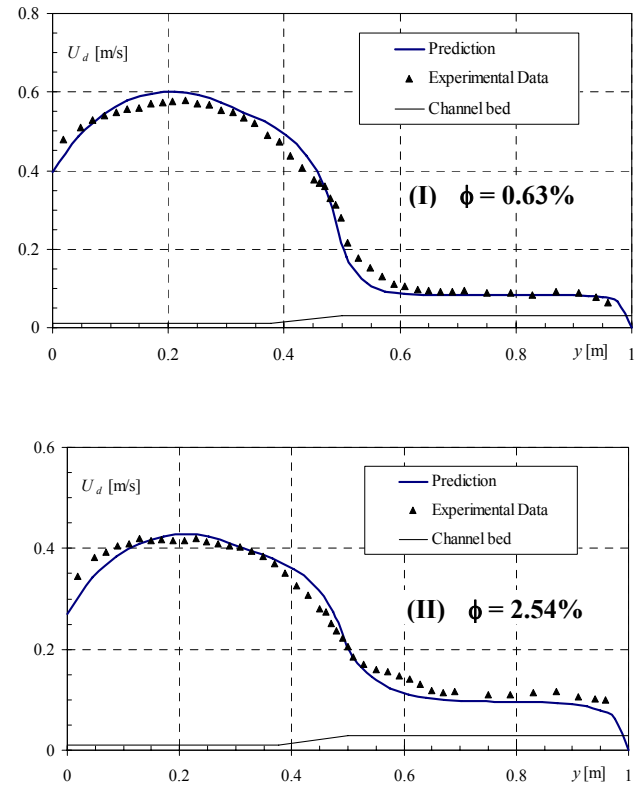 0.8
U_d [m/s]
Prediction
Experimental Data
Channel bed
0.6
0.4
(I) ϕ = 0.63%
0.2
0
0 0.2 0.4 0.6 0.8 1
y [m]
0.6
U_d [m/s]
Prediction
Experimental Data
Channel bed
0.4
(II) ϕ = 2.54%
0.2
0
0 0.2 0.4 0.6 0.8 1
y [m]